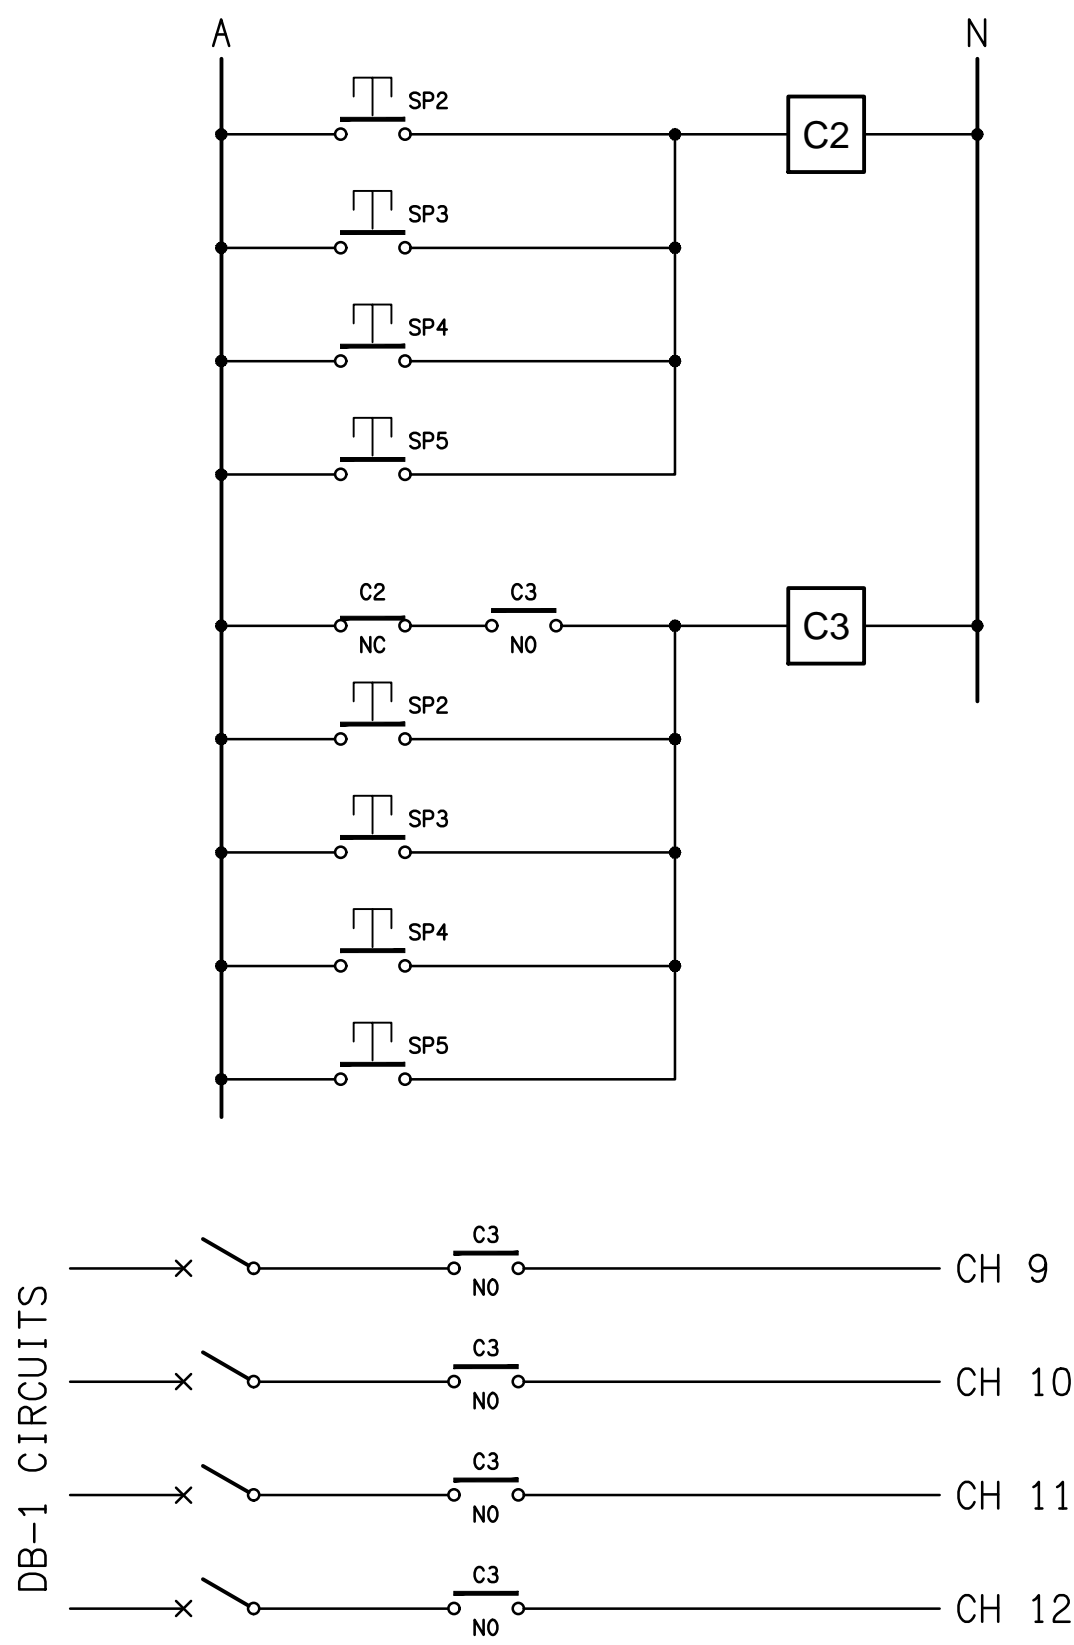 A N
SP2
C2
SP3
SP4
SP5
C2 C3
C3
NC NO
SP2
SP3
SP4
SP5
DB-1 CIRCUITS
C3
CH 9
NO
C3
CH 10
NO
C3
CH 11
NO
C3
CH 12
NO